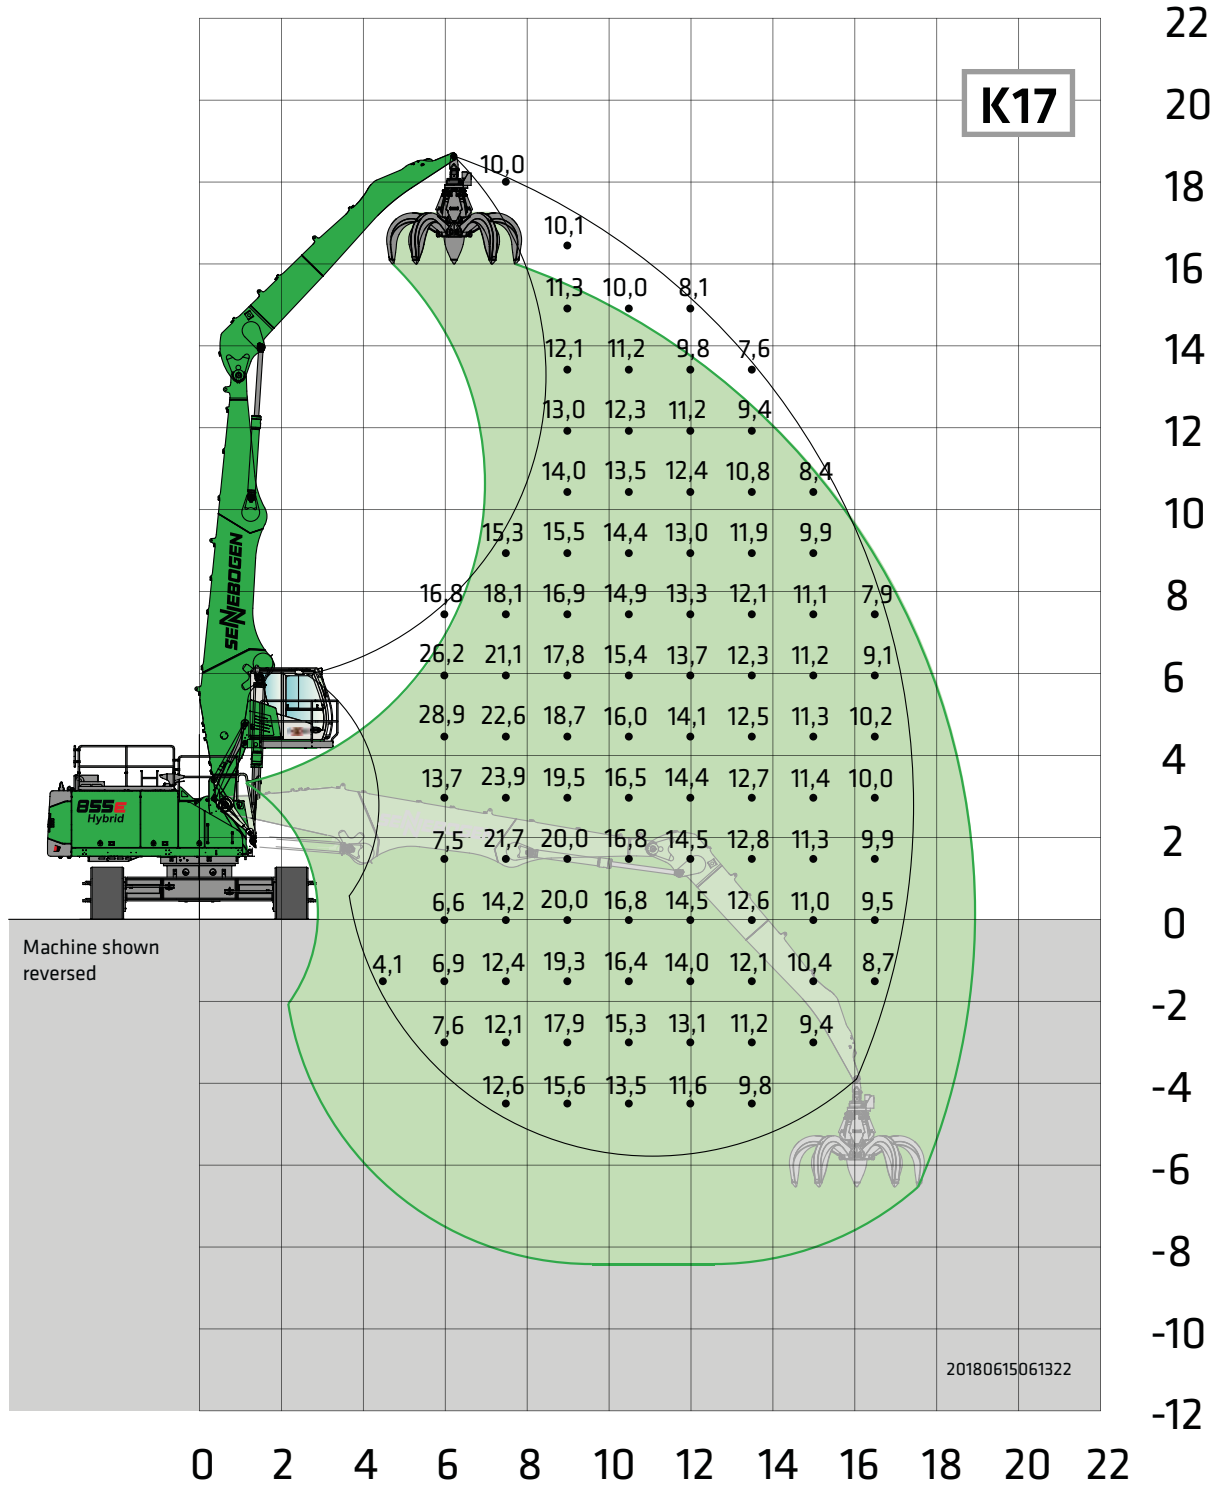 22
20
K17
18
10,0
10,1
16
11,3 10,0 8,1
14
12,1 11,2 9,8 7,6
13,0 12,3 11,2 9,4
12
14,0 13,5 12,4 10,8 8,4
10
15,3 15,5 14,4 13,0 11,9 9,9
SENNEBOGEN
16,8 18,1 16,9 14,9 13,3 12,1 11,1 7,9
8
26,2 21,1 17,8 15,4 13,7 12,3 11,2 9,1
6
28,9 22,6 18,7 16,0 14,1 12,5 11,3 10,2
4
13,7 23,9 19,5 16,5 14,4 12,7 11,4 10,0
855E
Hybrid
7,5 21,7 20,0 16,8 14,5 12,8 11,3 9,9
2
6,6 14,2 20,0 16,8 14,5 12,6 11,0 9,5
0
Machine shown
reversed
4,1 6,9 12,4 19,3 16,4 14,0 12,1 10,4 8,7
-2
7,6 12,1 17,9 15,3 13,1 11,2 9,4
12,6 15,6 13,5 11,6 9,8
-4
-6
-8
-10
20180615061322
-12
0 2 4 6 8 10 12 14 16 18 20 22